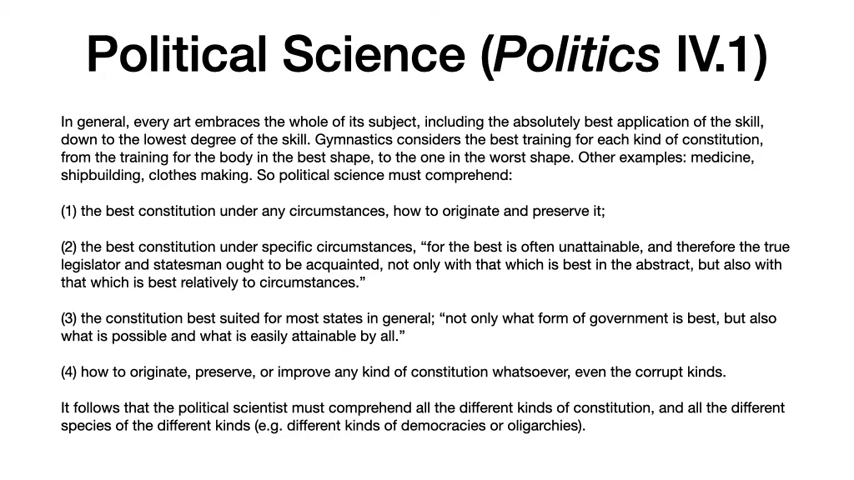 Political Science (Politics IV.1)
In general, every art embraces the whole of its subject, including the absolutely best application of the skill,
down to the lowest degree of the skill. Gymnastics considers the best training for each kind of constitution,
from the training for the body in the best shape, to the one in the worst shape. Other examples: medicine,
shipbuilding, clothes making. So political science must comprehend:
(1) the best constitution under any circumstances, how to originate and preserve it;
(2) the best constitution under specific circumstances, “for the best is often unattainable, and therefore the true
legislator and statesman ought to be acquainted, not only with that which is best in the abstract, but also with
that which is best relatively to circumstances.”
(3) the constitution best suited for most states in general; “not only what form of government is best, but also
what is possible and what is easily attainable by all.”
(4) how to originate, preserve, or improve any kind of constitution whatsoever, even the corrupt kinds.
It follows that the political scientist must comprehend all the different kinds of constitution, and all the different
species of the different kinds (e.g. different kinds of democracies or oligarchies).